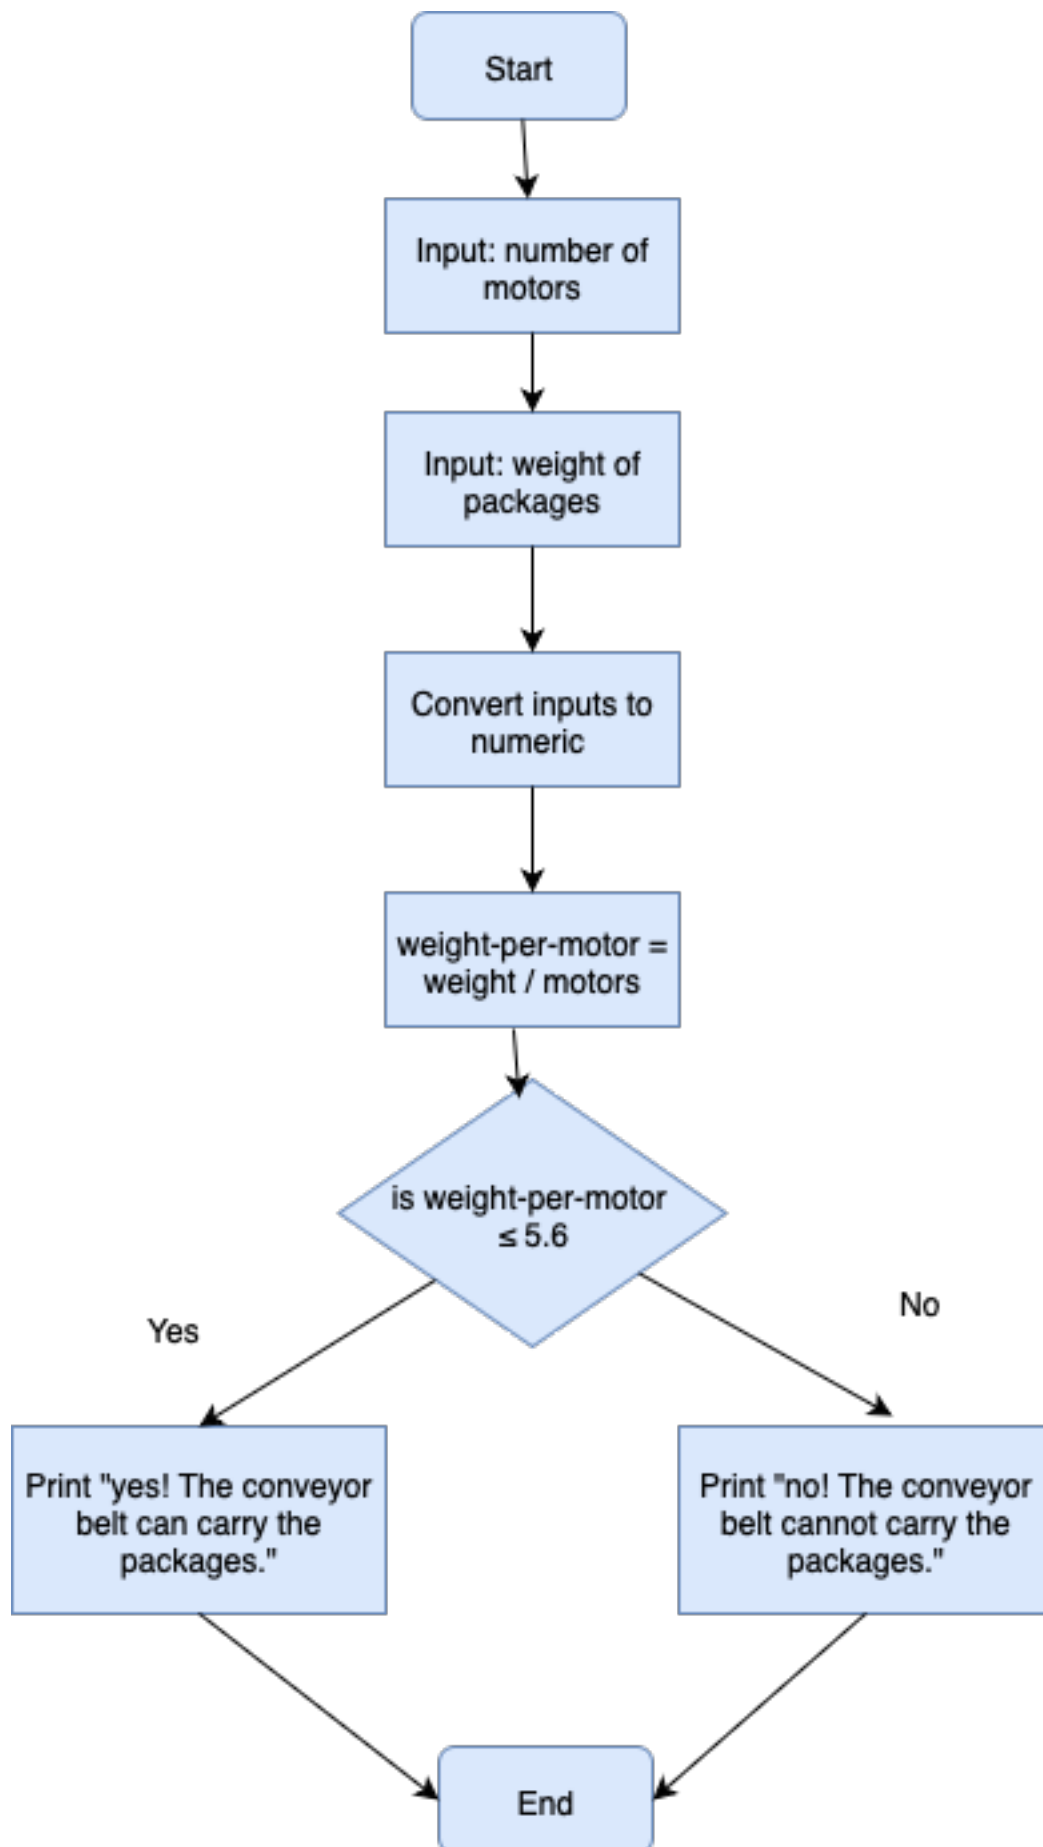 Start
Input: number of
motors
Input: weight of
packages
Convert inputs to
numeric
weight-per-motor =
weight / motors
is weight-per-motor
≤ 5.6
Yes
No
Print "yes! The conveyor
belt can carry the
packages."
Print "no! The conveyor
belt cannot carry the
packages."
End